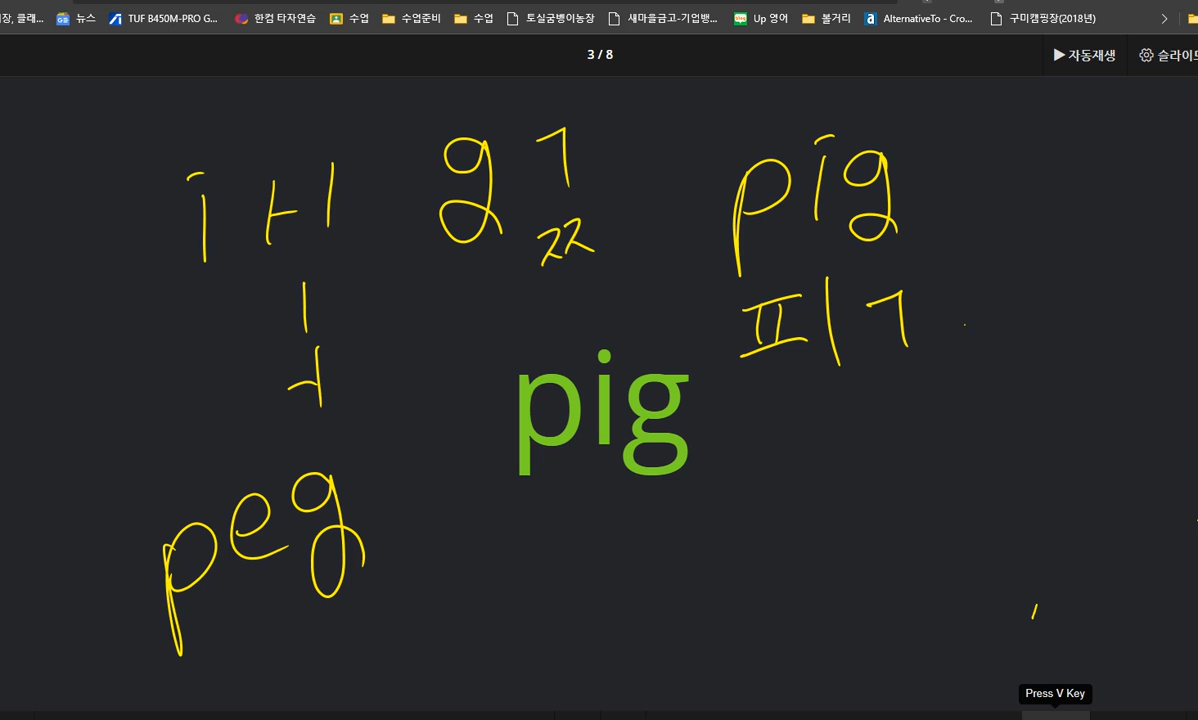 장, 클래... 뉴스 TUF B450M-PRO G... 한컴 타자연습 수업 수업준비 수업 토실굼벵이농장 새마을금고-기업뱅... Up 영어 볼거리 AlternativeTo - Cro... 구미캠핑장(2018년)
3 / 8 ▶ 자동재생 슬라이드
i ㅐ g ㄱ pig
ㄲ
ㅣ ㅍㅣㄱ
ㅓ
pig
peg
Press V Key